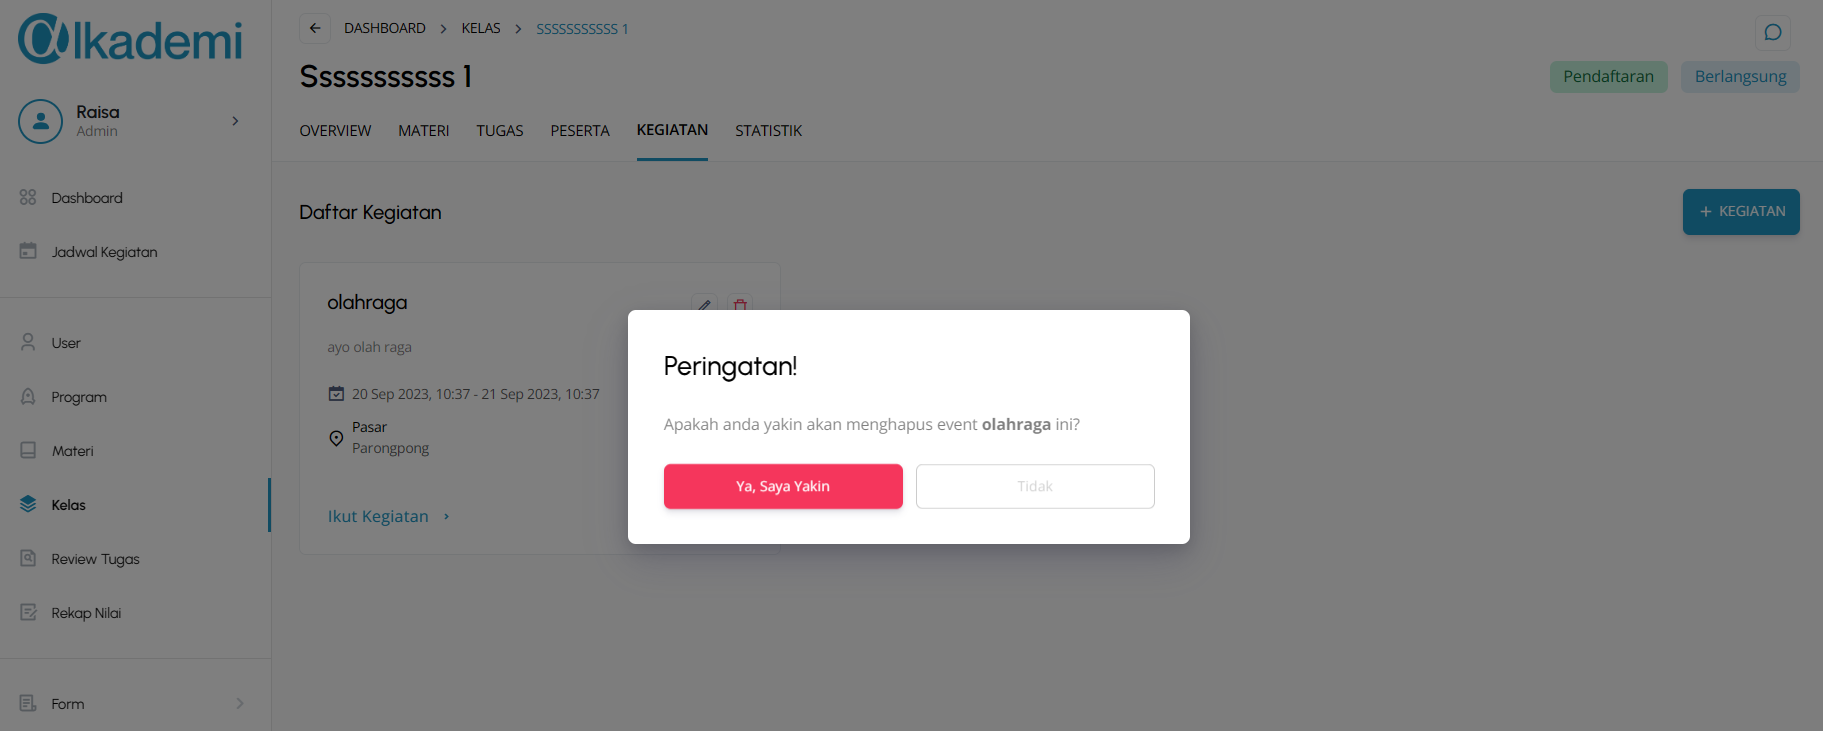 @lkademi
Raisa
Admin
Dashboard
Jadwal Kegiatan
User
Program
Materi
Kelas
Review Tugas
Rekap Nilai
Form
DASHBOARD > KELAS > SSSSSSSSSSS 1
Sssssssssss 1
Pendaftaran
Berlangsung
OVERVIEW MATERI TUGAS PESERTA KEGIATAN STATISTIK
Daftar Kegiatan
+ KEGIATAN
olahraga
ayo olah raga
20 Sep 2023, 10:37 - 21 Sep 2023, 10:37
Pasar
Parongpong
Ikut Kegiatan
Peringatan!
Apakah anda yakin akan menghapus event olahraga ini?
Ya, Saya Yakin
Tidak